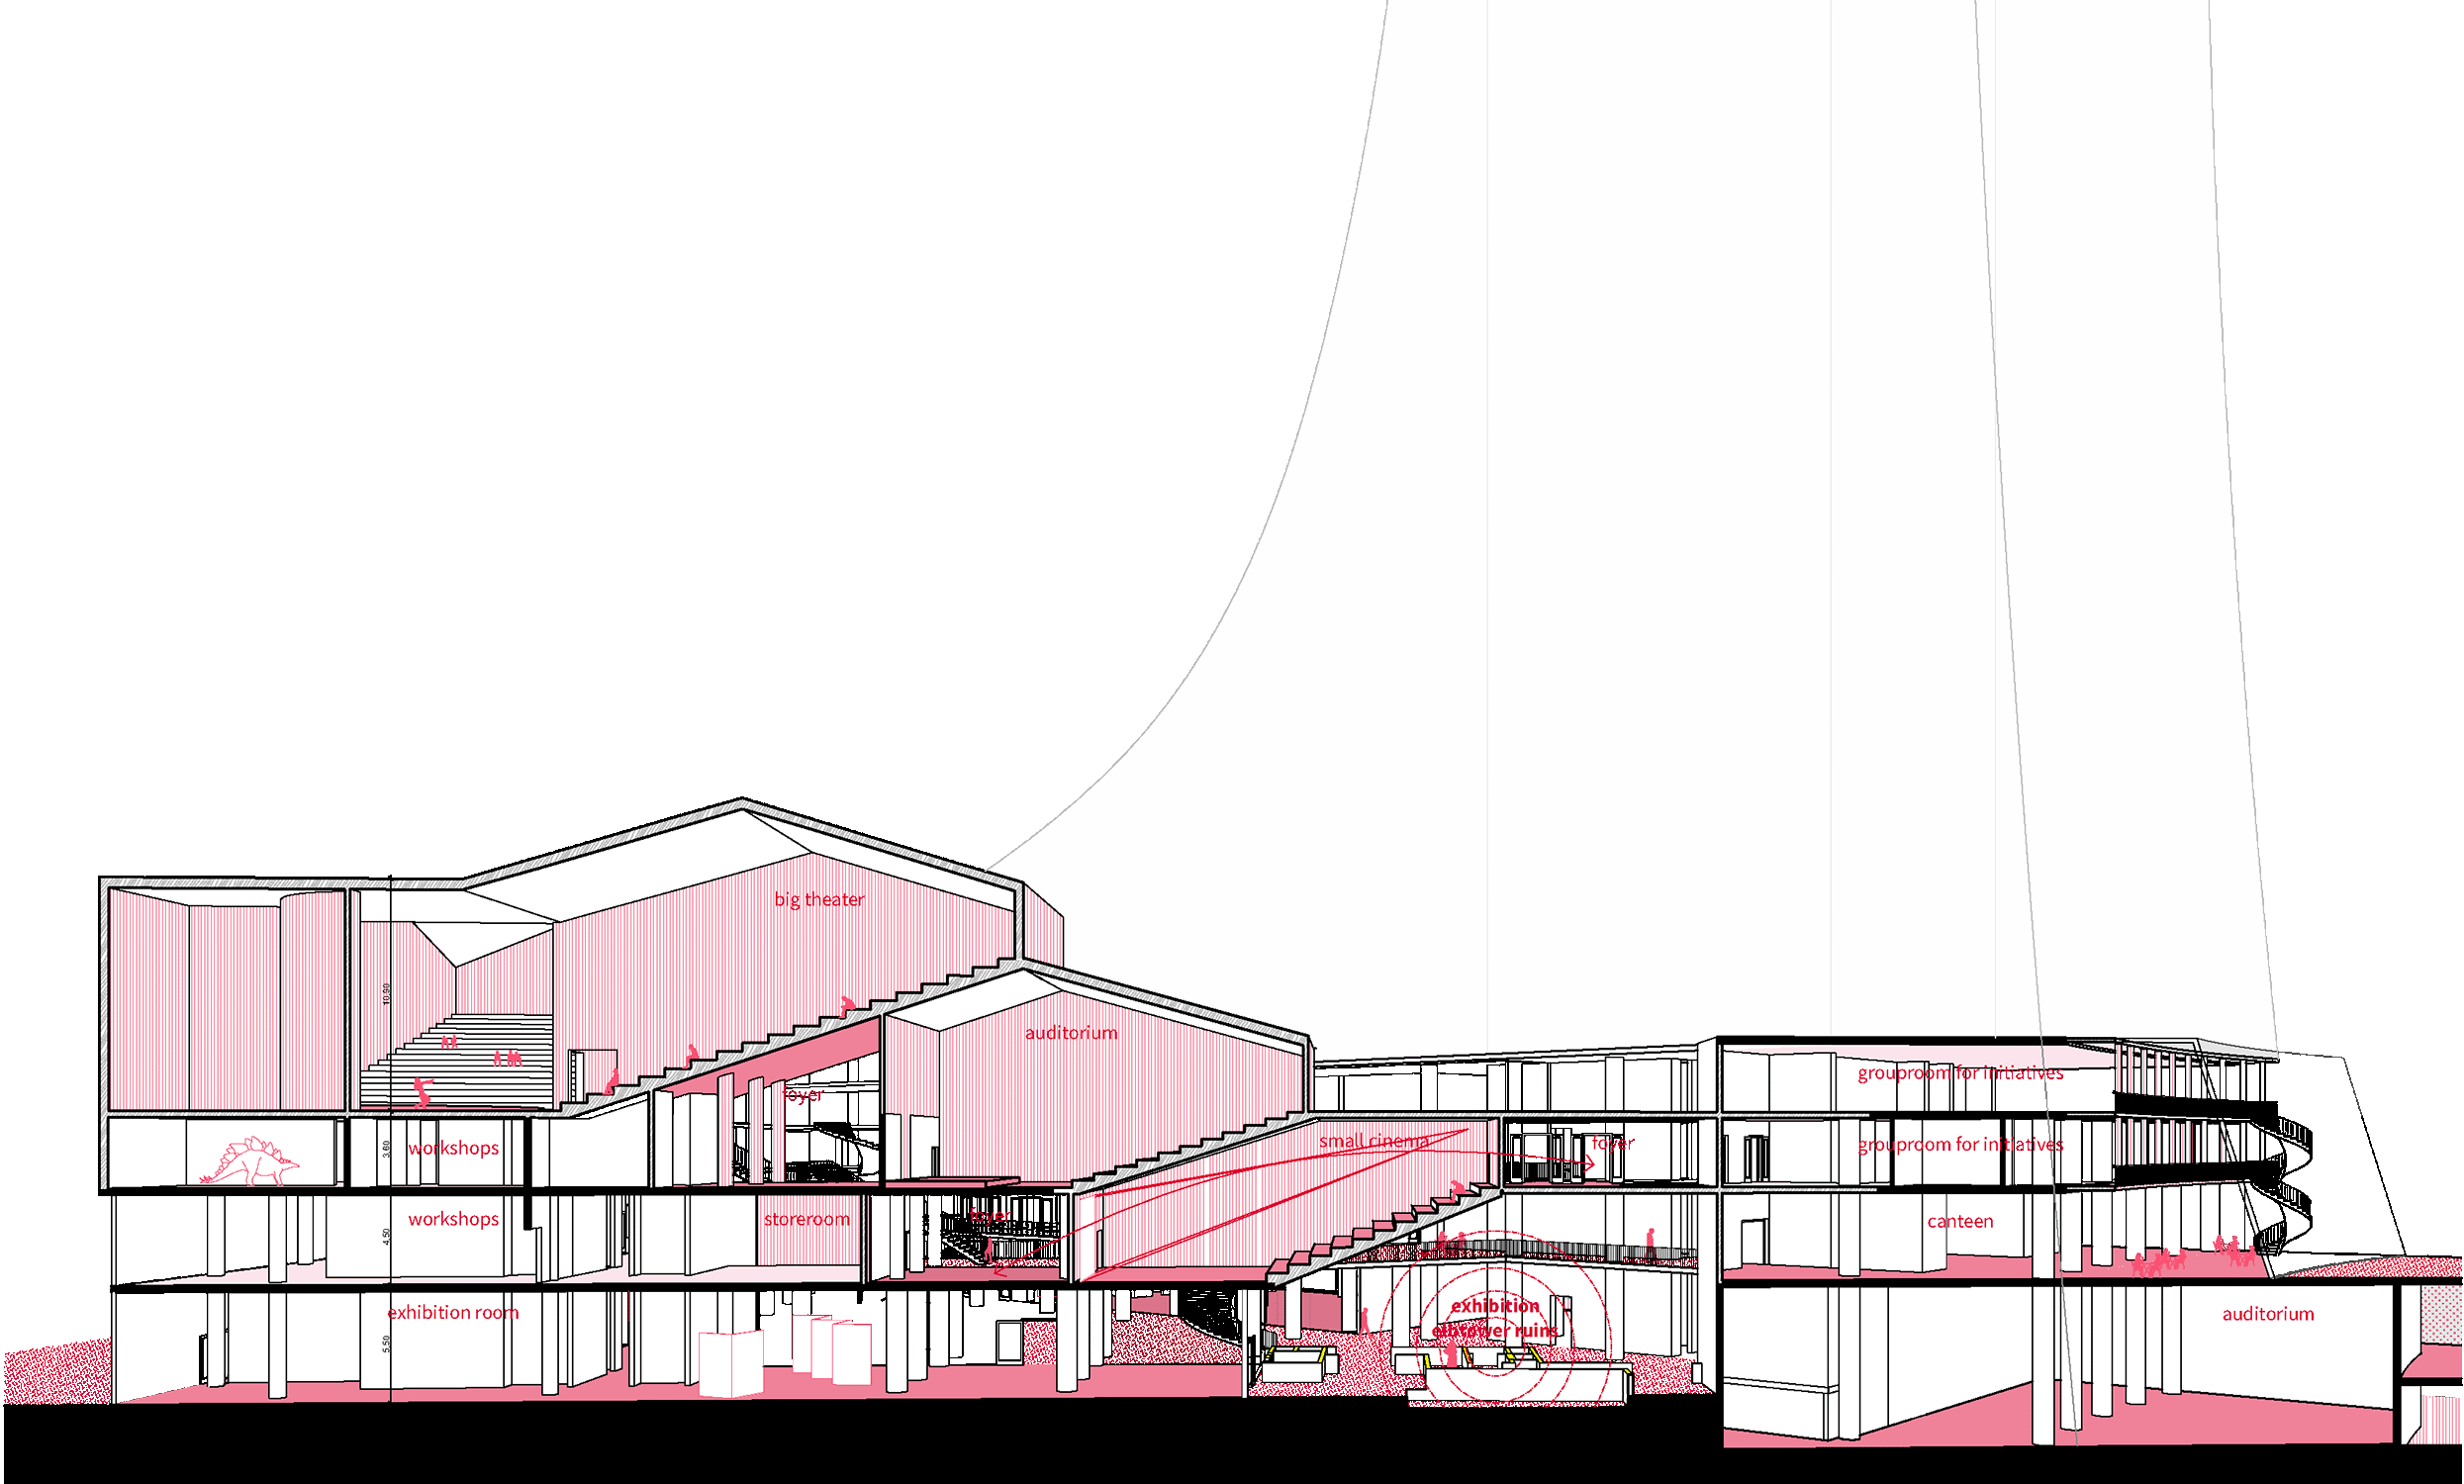 big theater
10.90
auditorium
grouproom for initiatives
foyer
workshops
3.60
small cinema
foyer
grouproom for initiatives
workshops
4.50
storeroom
foyer
canteen
exhibition room
5.50
exhibition
elbtower ruins
auditorium